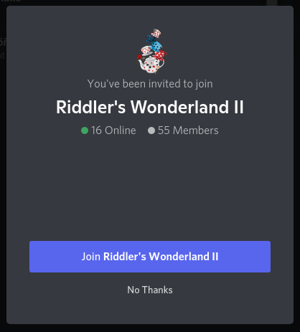 You've been invited to join
Riddler's Wonderland II
16 Online 55 Members
Join Riddler's Wonderland II
No Thanks